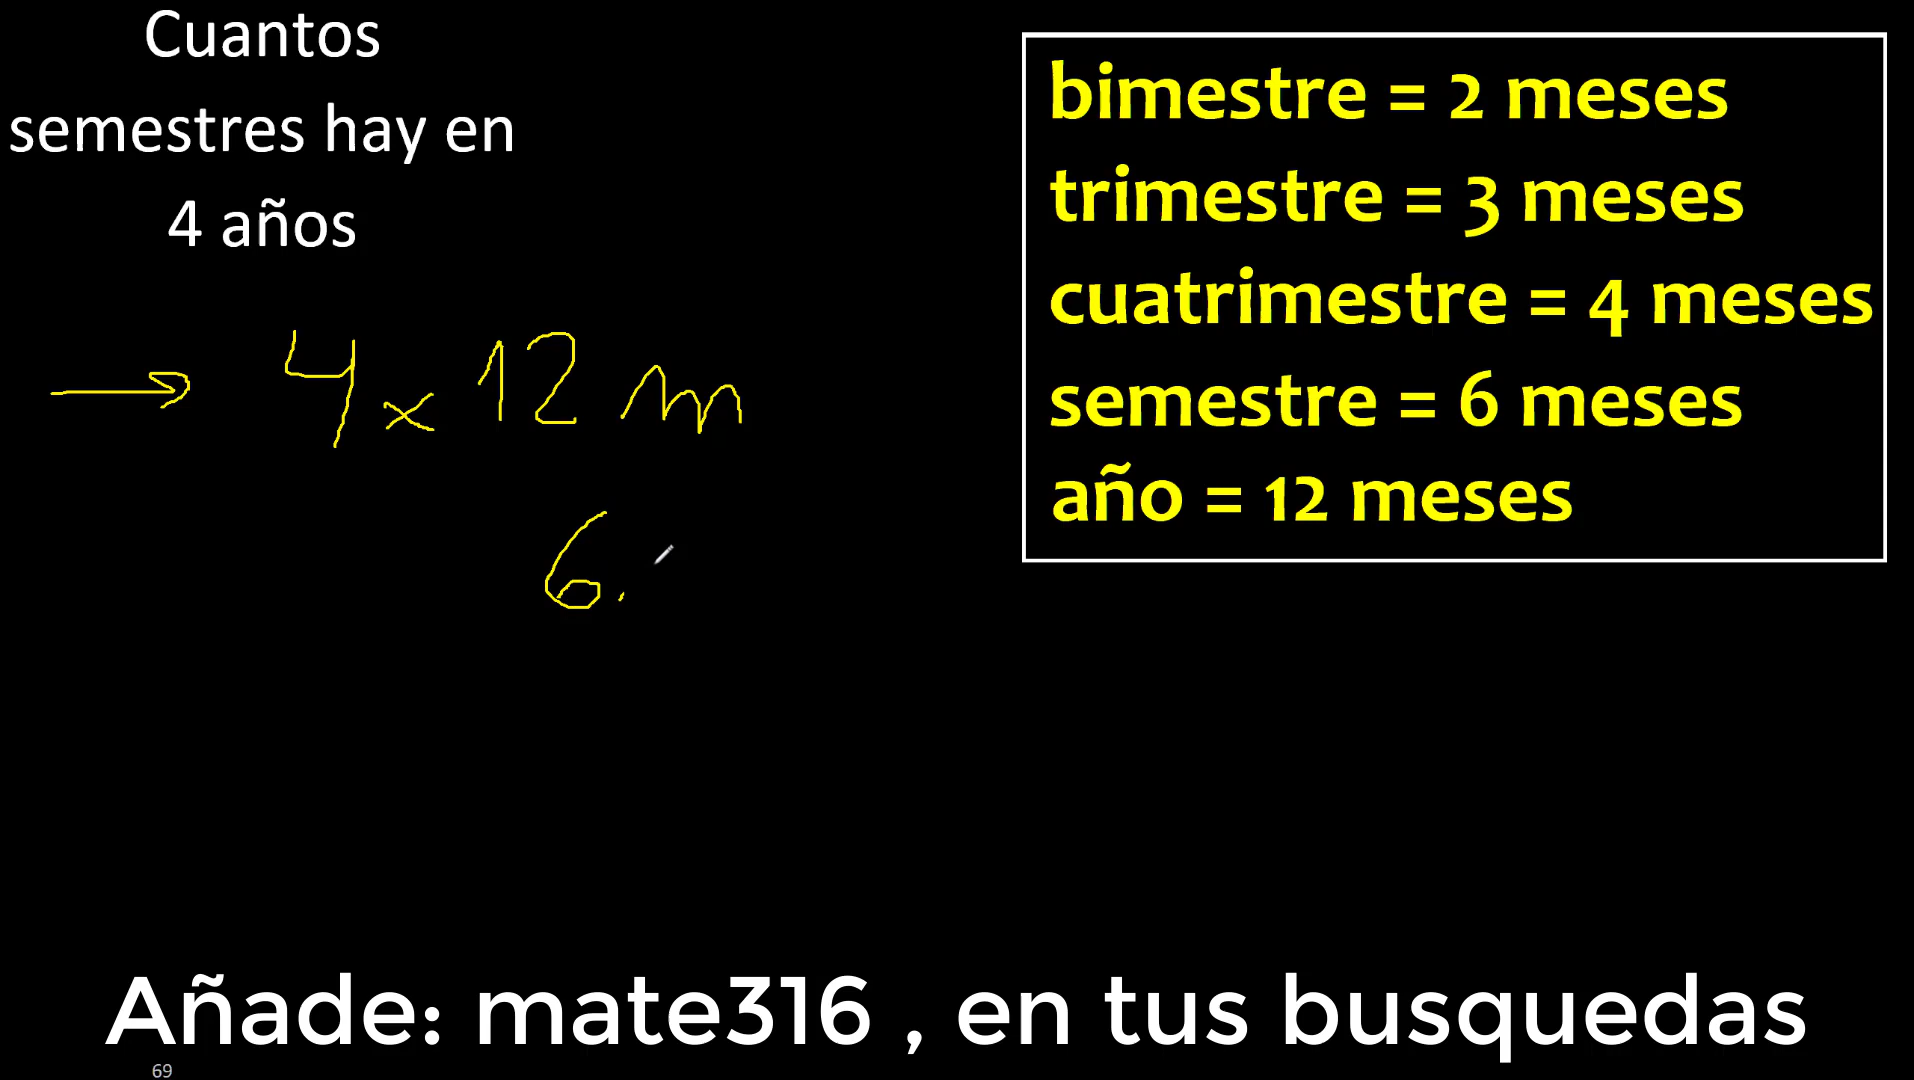 Cuantos
semestres hay en
4 años
4 x 12 m
6.
bimestre = 2 meses
trimestre = 3 meses
cuatrimestre = 4 meses
semestre = 6 meses
año = 12 meses
Añade: mate316 , en tus busquedas
69